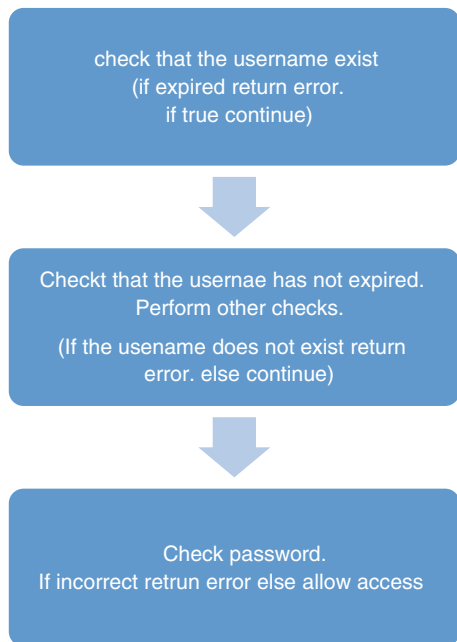 check that the username exist
(if expired return error.
if true continue)
Checkt that the usernae has not expired.
Perform other checks.
(If the usename does not exist return
error. else continue)
Check password.
If incorrect retrun error else allow access